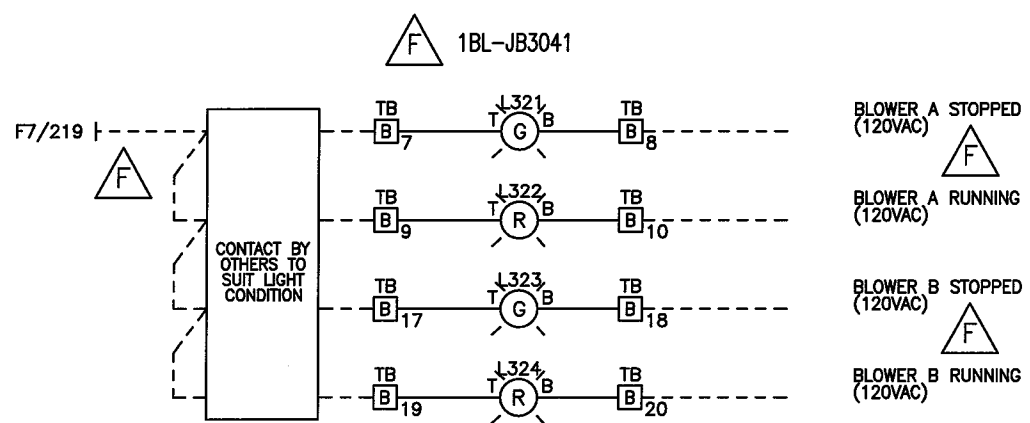 F 1BL-JB3041
F7/219
F
CONTACT BY
OTHERS TO
SUIT LIGHT
CONDITION
TB B 7 T L321 G B TB B 8
BLOWER A STOPPED
(120VAC)
F
TB B 9 T L322 R B TB B 10
BLOWER A RUNNING
(120VAC)
TB B 17 T L323 G B TB B 18
BLOWER B STOPPED
(120VAC)
F
TB B 19 T L324 R B TB B 20
BLOWER B RUNNING
(120VAC)